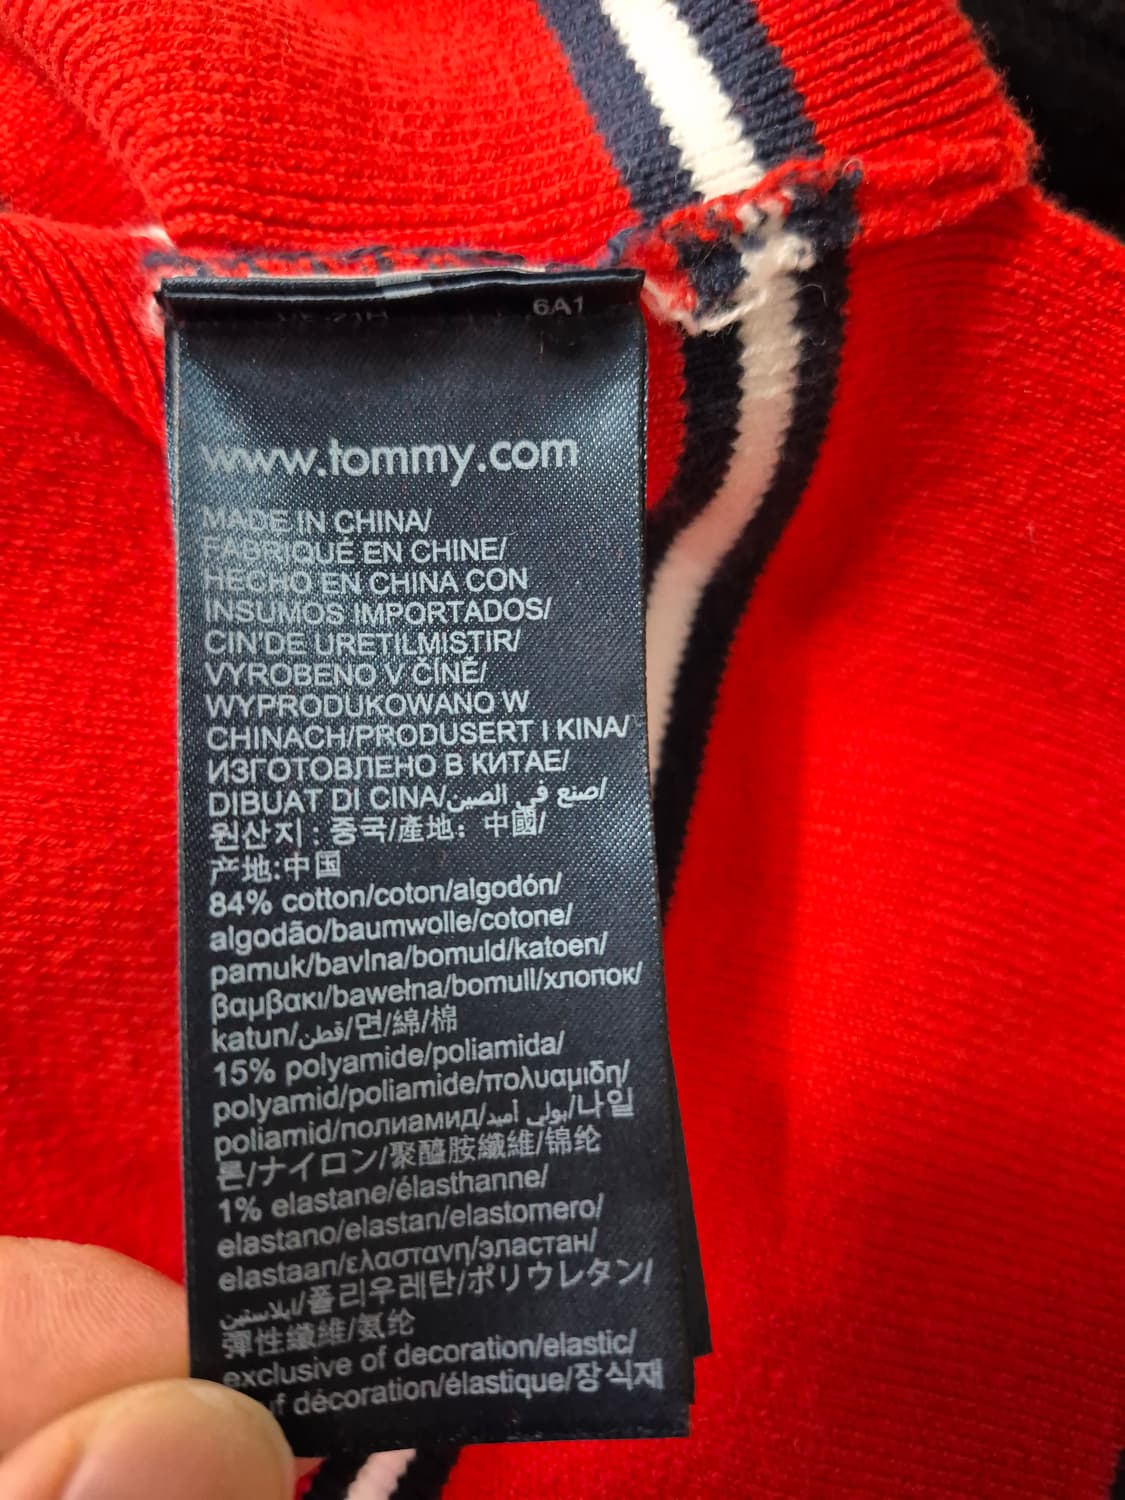 6A1
www.tommy.com
MADE IN CHINA/
FABRIQUÉ EN CHINE/
HECHO EN CHINA CON
INSUMOS IMPORTADOS/
CIN'DE URETILMISTIR/
VYROBENO V ČÍNĚ/
WYPRODUKOWANO W
CHINACH/PRODUSERT I KINA/
ИЗГОТОВЛЕНО В КИТАЕ/
DIBUAT DI CINA/صنع في الصين/
원산지 : 중국/產地: 中國/
产地:中国
84% cotton/coton/algodón/
algodão/baumwolle/cotone/
pamuk/bavlna/bomuld/katoen/
βαμβακι/bawełna/bomull/хлопок/
katun/قطن/면/綿/棉
15% polyamide/poliamida/
polyamid/poliamide/πολυαμιδη/
poliamid/полиамид/بولي أميد/나일
론/ナイロン/聚醯胺纖維/锦纶
1% elastane/élasthanne/
elastano/elastan/elastomero/
elastaan/ελαστανη/эластан/
ايلاستين/폴리우레탄/ポリウレタン/
彈性纖維/氨纶
exclusive of decoration/elastic/
décoration/élastique/장식재